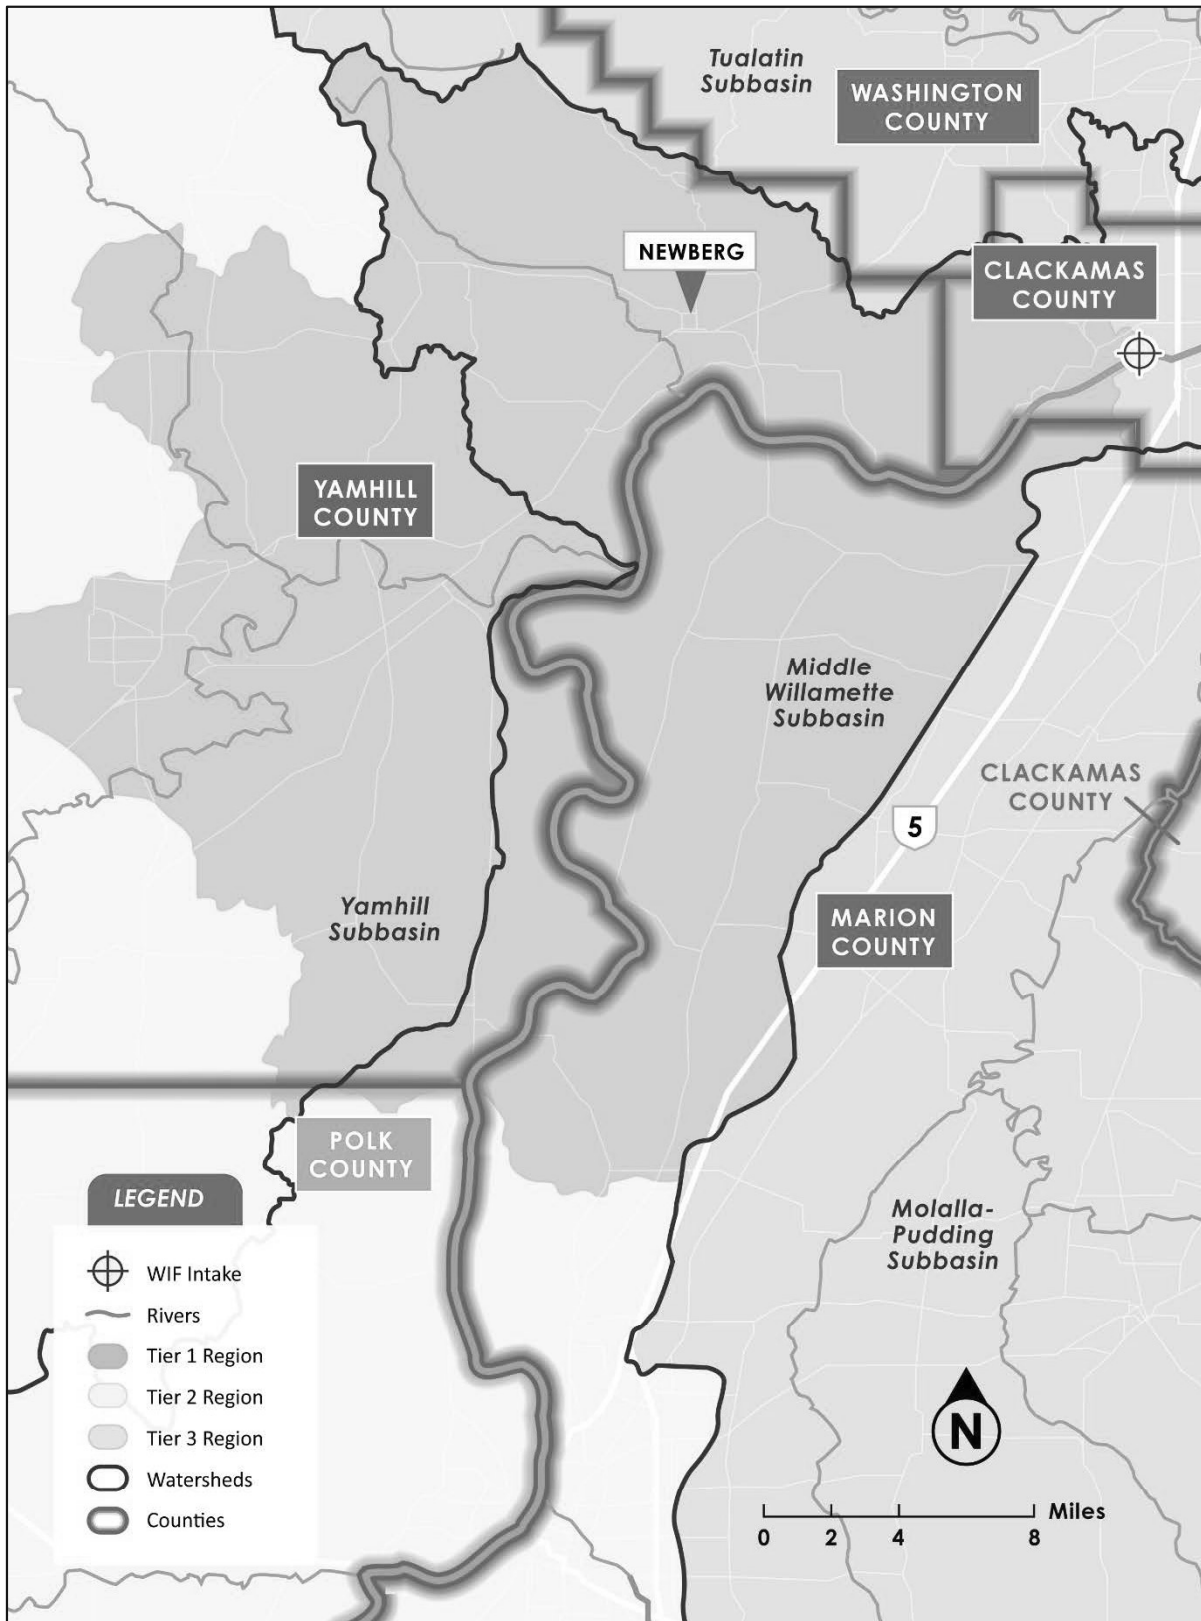 Tualatin
Subbasin
WASHINGTON
COUNTY
NEWBERG
CLACKAMAS
COUNTY
YAMHILL
COUNTY
Middle
Willamette
Subbasin
CLACKAMAS
COUNTY
5
Yamhill
Subbasin
MARION
COUNTY
POLK
COUNTY
LEGEND
WIF Intake
Rivers
Tier 1 Region
Tier 2 Region
Tier 3 Region
Watersheds
Counties
Molalla-
Pudding
Subbasin
N
Miles
0 2 4 8